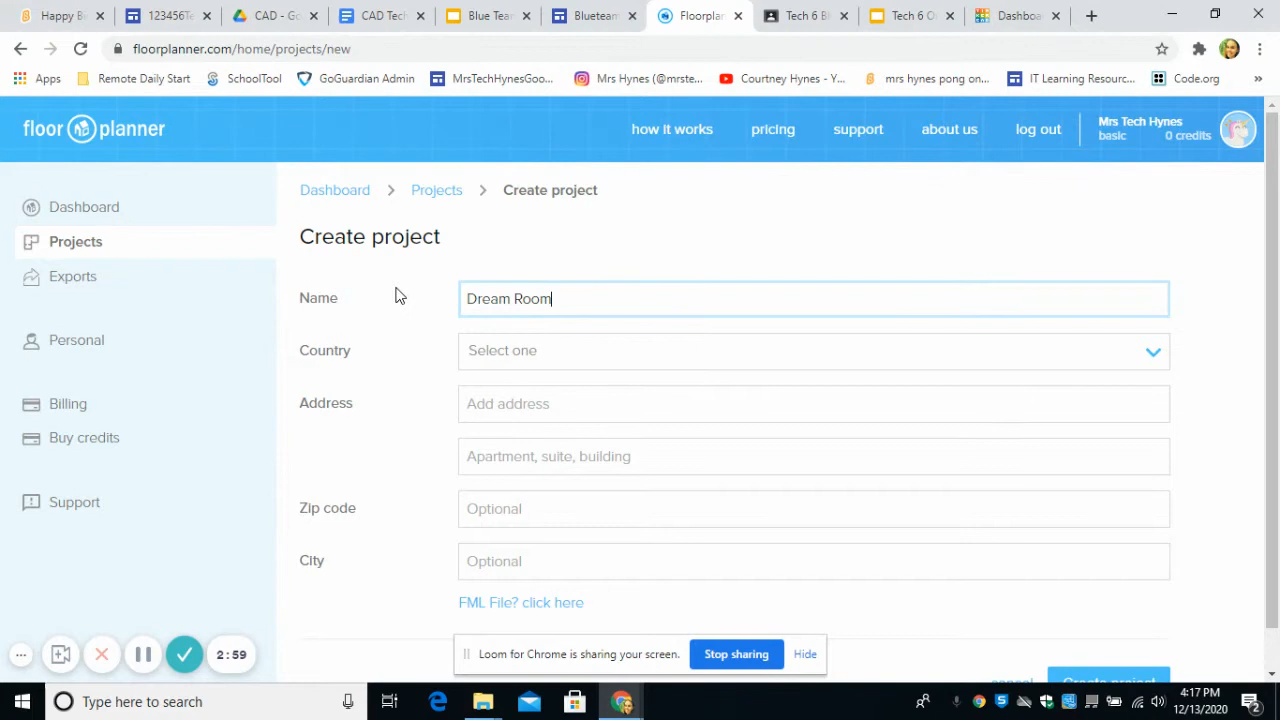 Happy Be
123456Te
CAD - Go
CAD Tech
Blue Tea
Blueteam
Floorplan
Tech 6 B
Tech 6 O
Dashboa
floorplanner.com/home/projects/new
Apps
Remote Daily Start
SchoolTool
GoGuardian Admin
MrsTechHynesGoo...
Mrs Hynes (@mrste...
Courtney Hynes - Y...
mrs hynes pong on...
IT Learning Resourc...
Code.org
»
floor planner
how it works
pricing
support
about us
log out
Mrs Tech Hynes
basic 0 credits
Dashboard
Projects
Exports
Personal
Billing
Buy credits
Support
Dashboard > Projects > Create project
Create project
Name Dream Room
Country Select one
Address Add address
Apartment, suite, building
Zip code Optional
City Optional
FML File? click here
cancel Create project
2:59
Loom for Chrome is sharing your screen. Stop sharing Hide
Type here to search
4:17 PM
12/13/2020
2